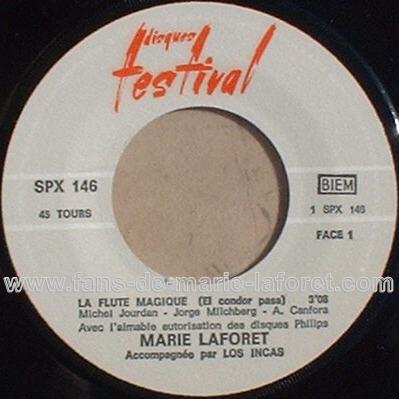 disques
festival
SPX 146
BIEM
45 TOURS
1 SPX 146
FACE 1
www.fans-de-marie-laforet.com
LA FLUTE MAGIQUE (El condor pasa) 3'08
Michel Jourdan - Jorge Milchberg - A. Canfora
Avec l'aimable autorisation des disques Philips
MARIE LAFORET
Accompagnée par LOS INCAS